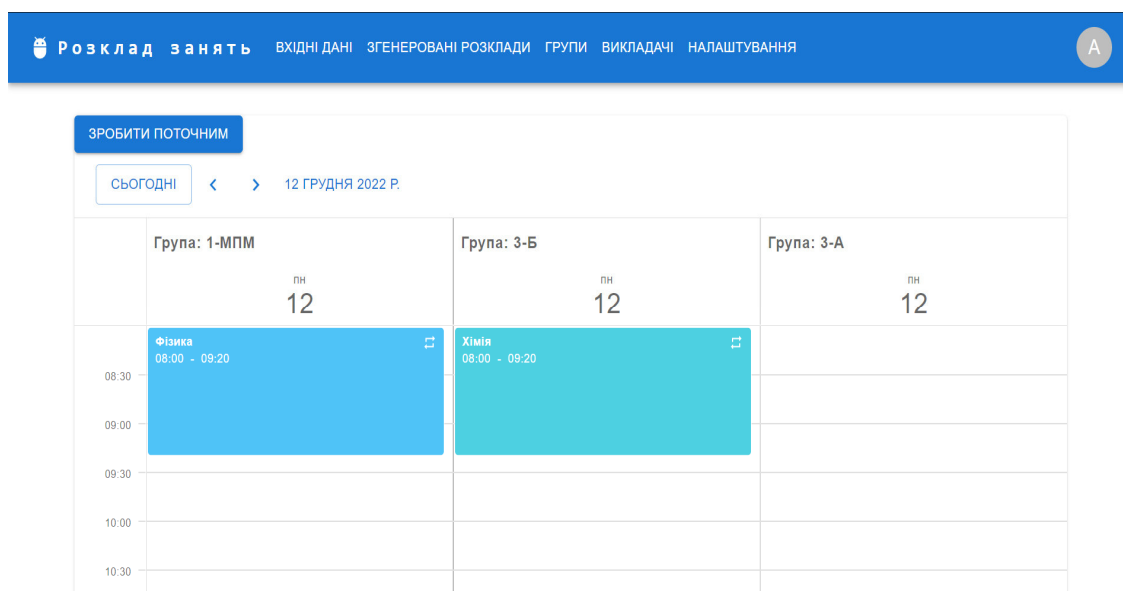 Розклад занять ВХІДНІ ДАНІ ЗГЕНЕРОВАНІ РОЗКЛАДИ ГРУПИ ВИКЛАДАЧІ НАЛАШТУВАННЯ A
ЗРОБИТИ ПОТОЧНИМ
СЬОГОДНІ 12 ГРУДНЯ 2022 Р.
Група: 1-МПМ Група: 3-Б Група: 3-А
пн пн пн
12 12 12
Фізика Хімія
08:00 - 09:20 08:00 - 09:20
08:30
09:00
09:30
10:00
10:30